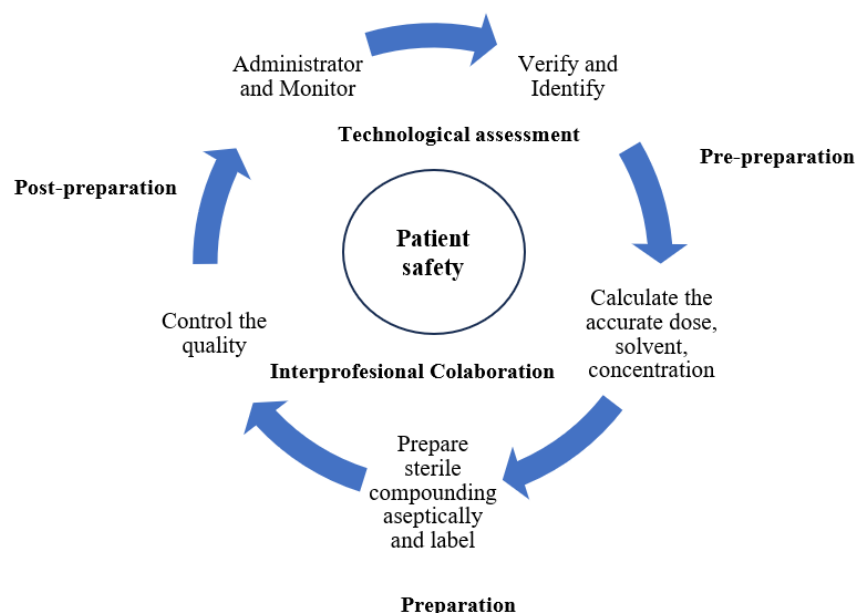 Administrator
and Monitor
Verify and
Identify
Technological assessment
Pre-preparation
Post-preparation
Patient
safety
Calculate the
accurate dose,
solvent,
concentration
Control the
quality
Interprofesional Colaboration
Prepare
sterile
compounding
aseptically
and label
Preparation